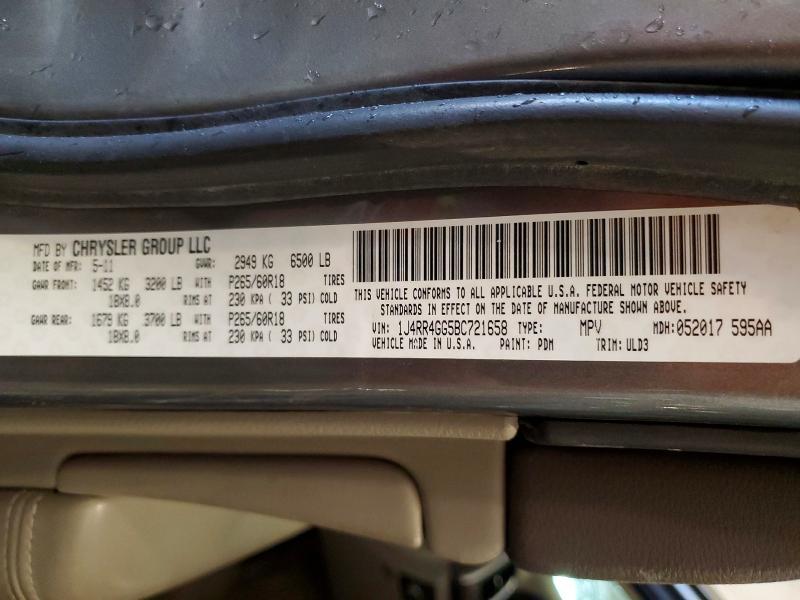 MFD BY CHRYSLER GROUP LLC
DATE OF MFR: 5-11 GVWR: 2949 KG 6500 LB
GAWR FRONT: 1452 KG 3200 LB WITH P265/60R18 TIRES
18X8.0 RIMS AT 230 KPA ( 33 PSI) COLD
GAWR REAR: 1679 KG 3700 LB WITH P265/60R18 TIRES
18X8.0 RIMS AT 230 KPA ( 33 PSI) COLD
THIS VEHICLE CONFORMS TO ALL APPLICABLE U.S.A. FEDERAL MOTOR VEHICLE SAFETY
STANDARDS IN EFFECT ON THE DATE OF MANUFACTURE SHOWN ABOVE.
VIN: 1J4RR4GG5BC721658 TYPE: MPV MDH:052017 595AA
VEHICLE MADE IN U.S.A. PAINT: PDM TRIM: ULD3